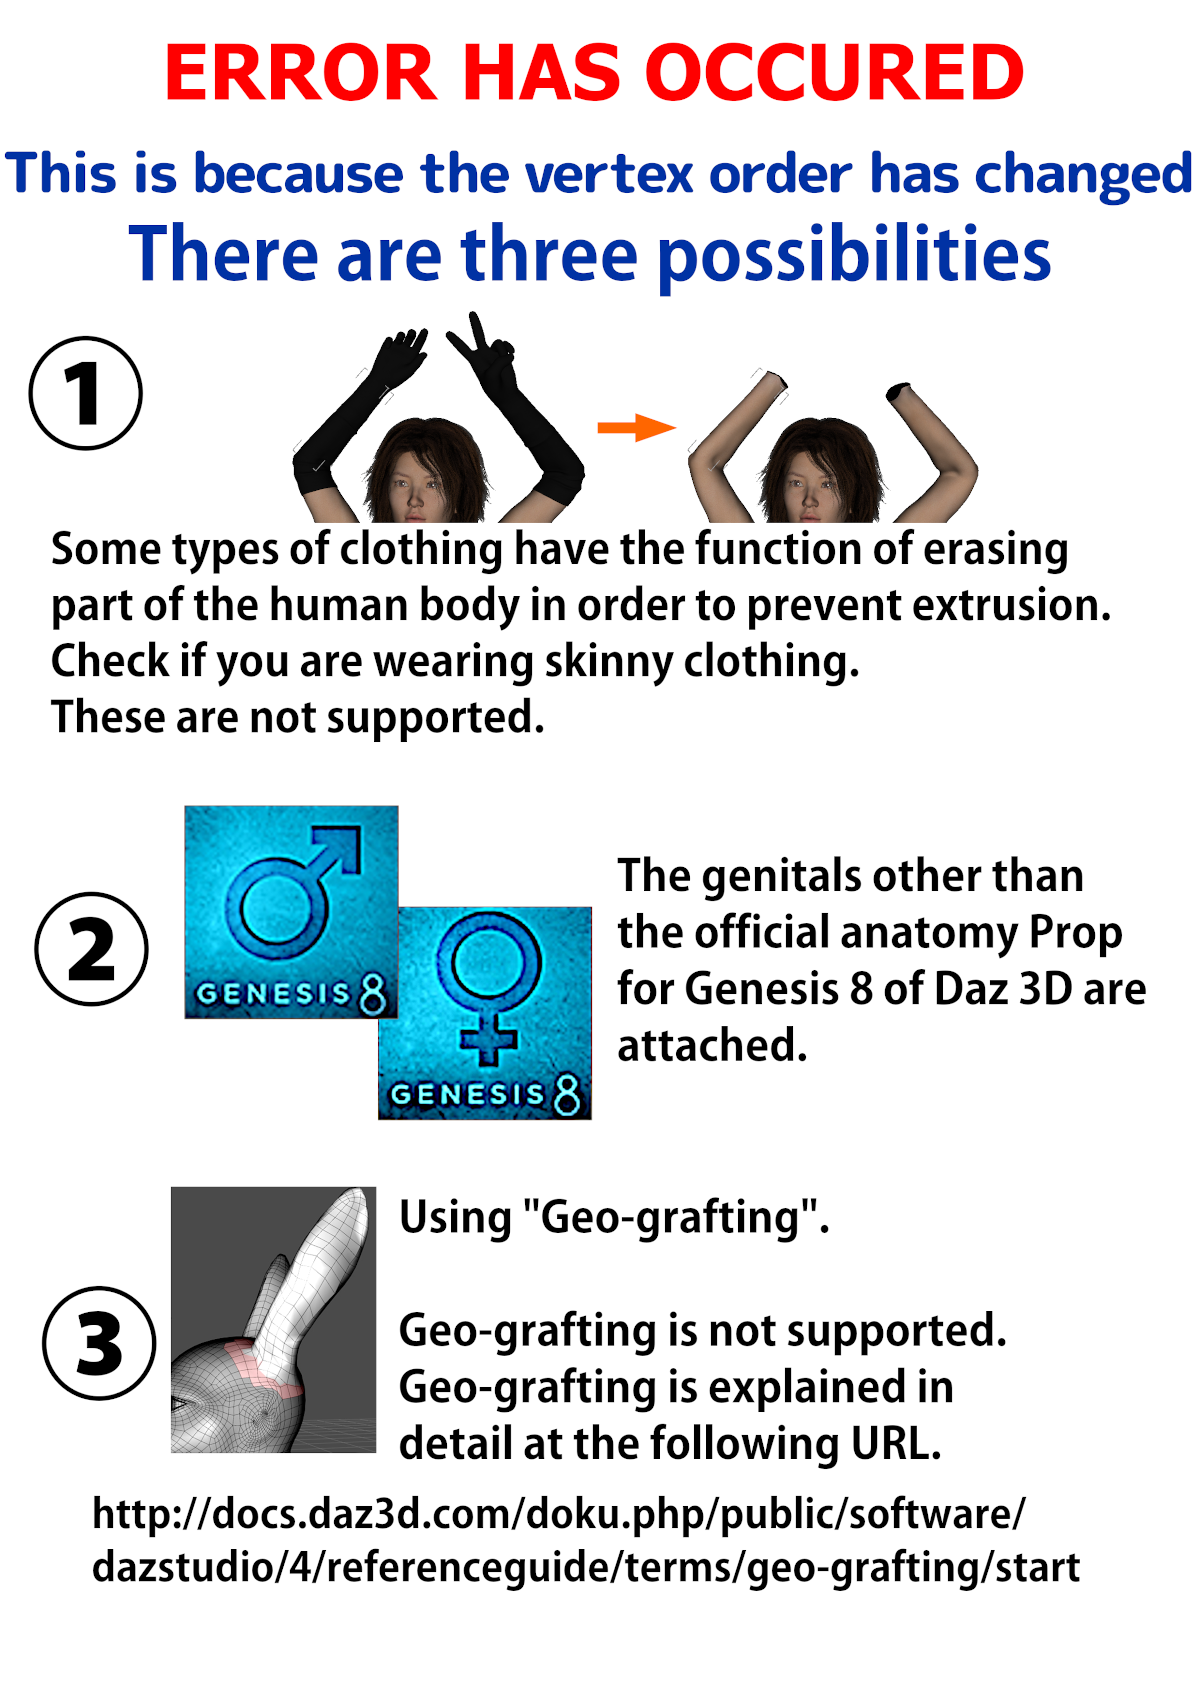 ERROR HAS OCCURED
This is because the vertex order has changed
There are three possibilities
1
Some types of clothing have the function of erasing
part of the human body in order to prevent extrusion.
Check if you are wearing skinny clothing.
These are not supported.
2
GENESIS 8
GENESIS 8
The genitals other than
the official anatomy Prop
for Genesis 8 of Daz 3D are
attached.
3
Using "Geo-grafting".
Geo-grafting is not supported.
Geo-grafting is explained in
detail at the following URL.
http://docs.daz3d.com/doku.php/public/software/
dazstudio/4/referenceguide/terms/geo-grafting/start